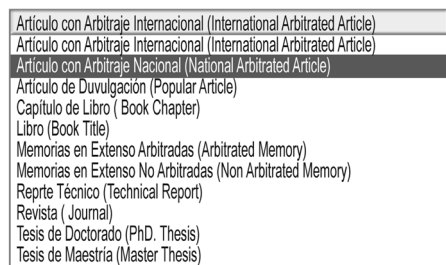 Artículo con Arbitraje Internacional (International Arbitrated Article)
Artículo con Arbitraje Internacional (International Arbitrated Article)
Artículo con Arbitraje Nacional (National Arbitrated Article)
Artículo de Duvulgación (Popular Article)
Capítulo de Libro ( Book Chapter)
Libro (Book Title)
Memorias en Extenso Arbitradas (Arbitrated Memory)
Memorias en Extenso No Arbitradas (Non Arbitrated Memory)
Reprte Técnico (Technical Report)
Revista ( Journal)
Tesis de Doctorado (PhD. Thesis)
Tesis de Maestría (Master Thesis)